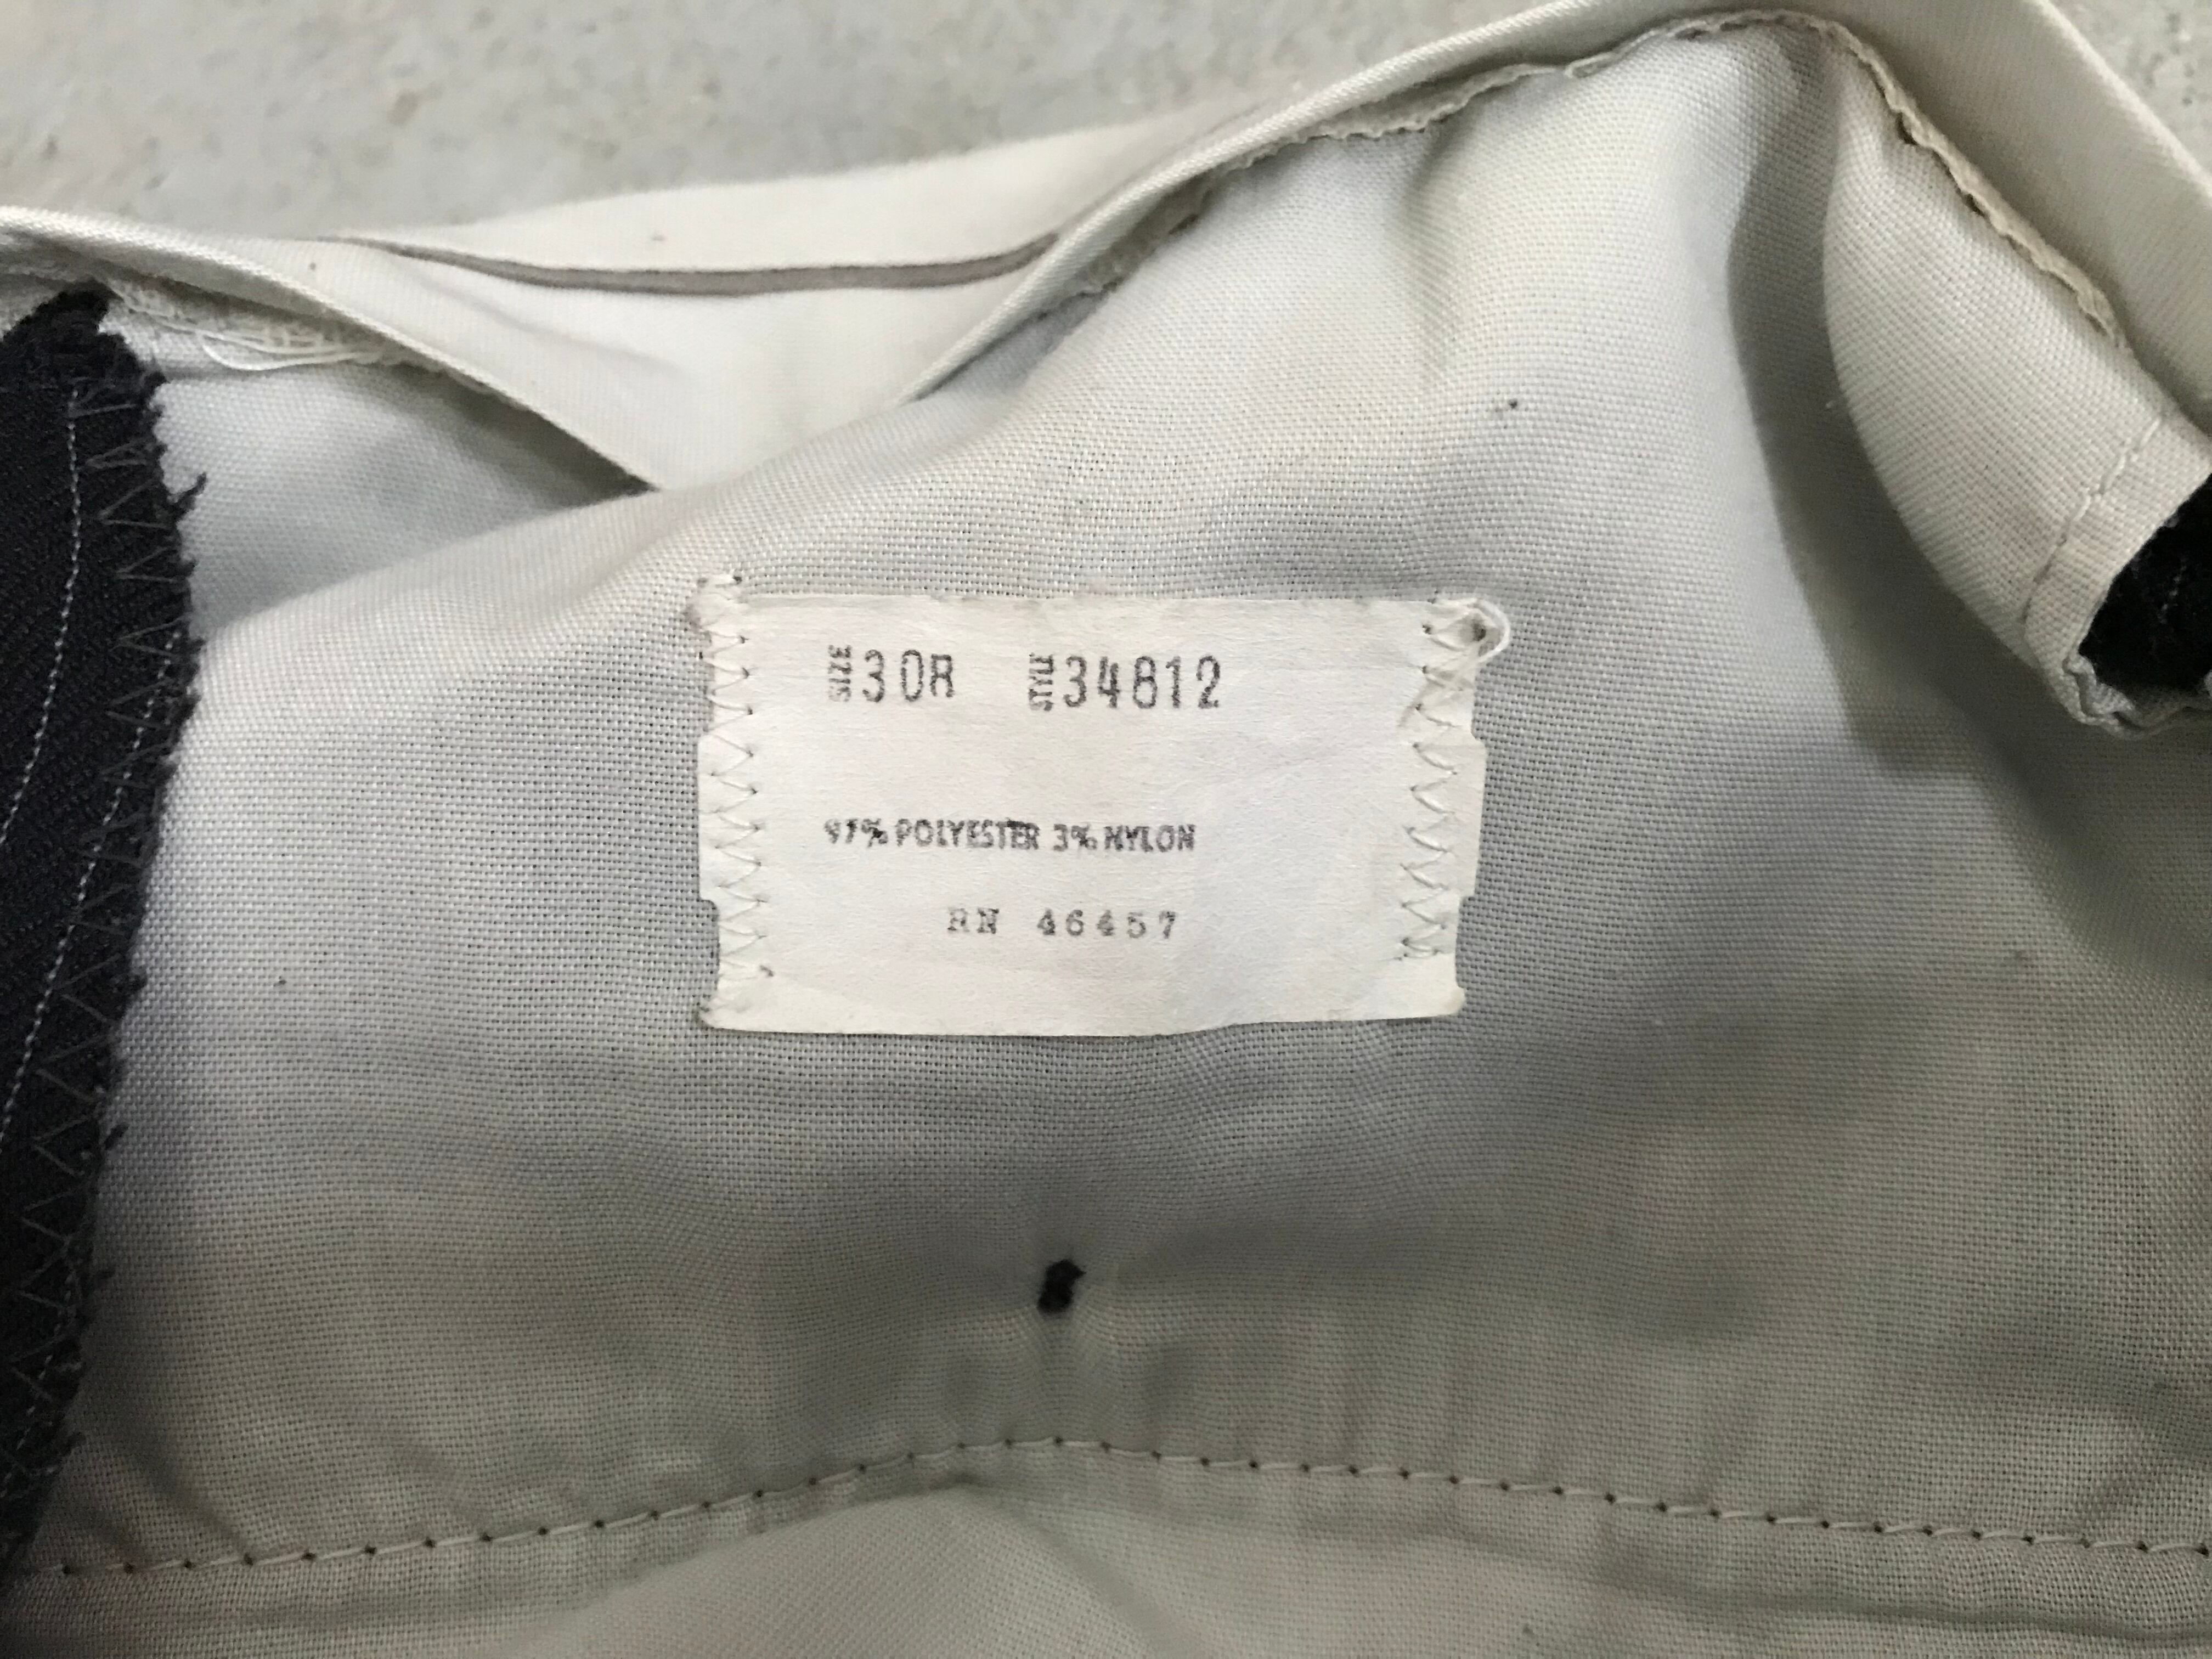 SIZE 30R STYLE 34812
97% POLYESTER 3% NYLON
RN 46457